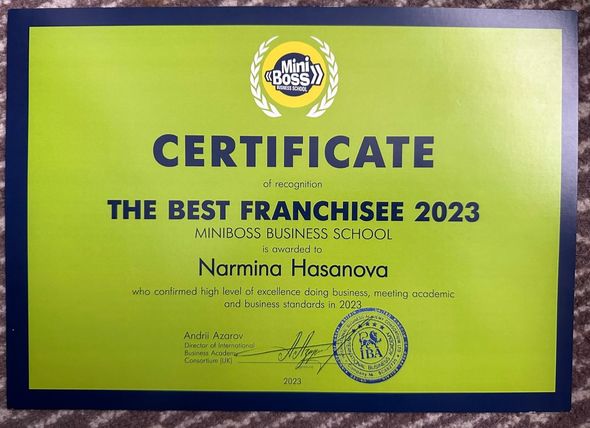 Mini
Boss
BUSINESS SCHOOL
CERTIFICATE
of recognition
THE BEST FRANCHISEE 2023
MINIBOSS BUSINESS SCHOOL
is awarded to
Narmina Hasanova
who confirmed high level of excellence doing business, meeting academic
and business standards in 2023
Andrii Azarov
Director of International
Business Academy
Consortium (UK)
IBA
2023